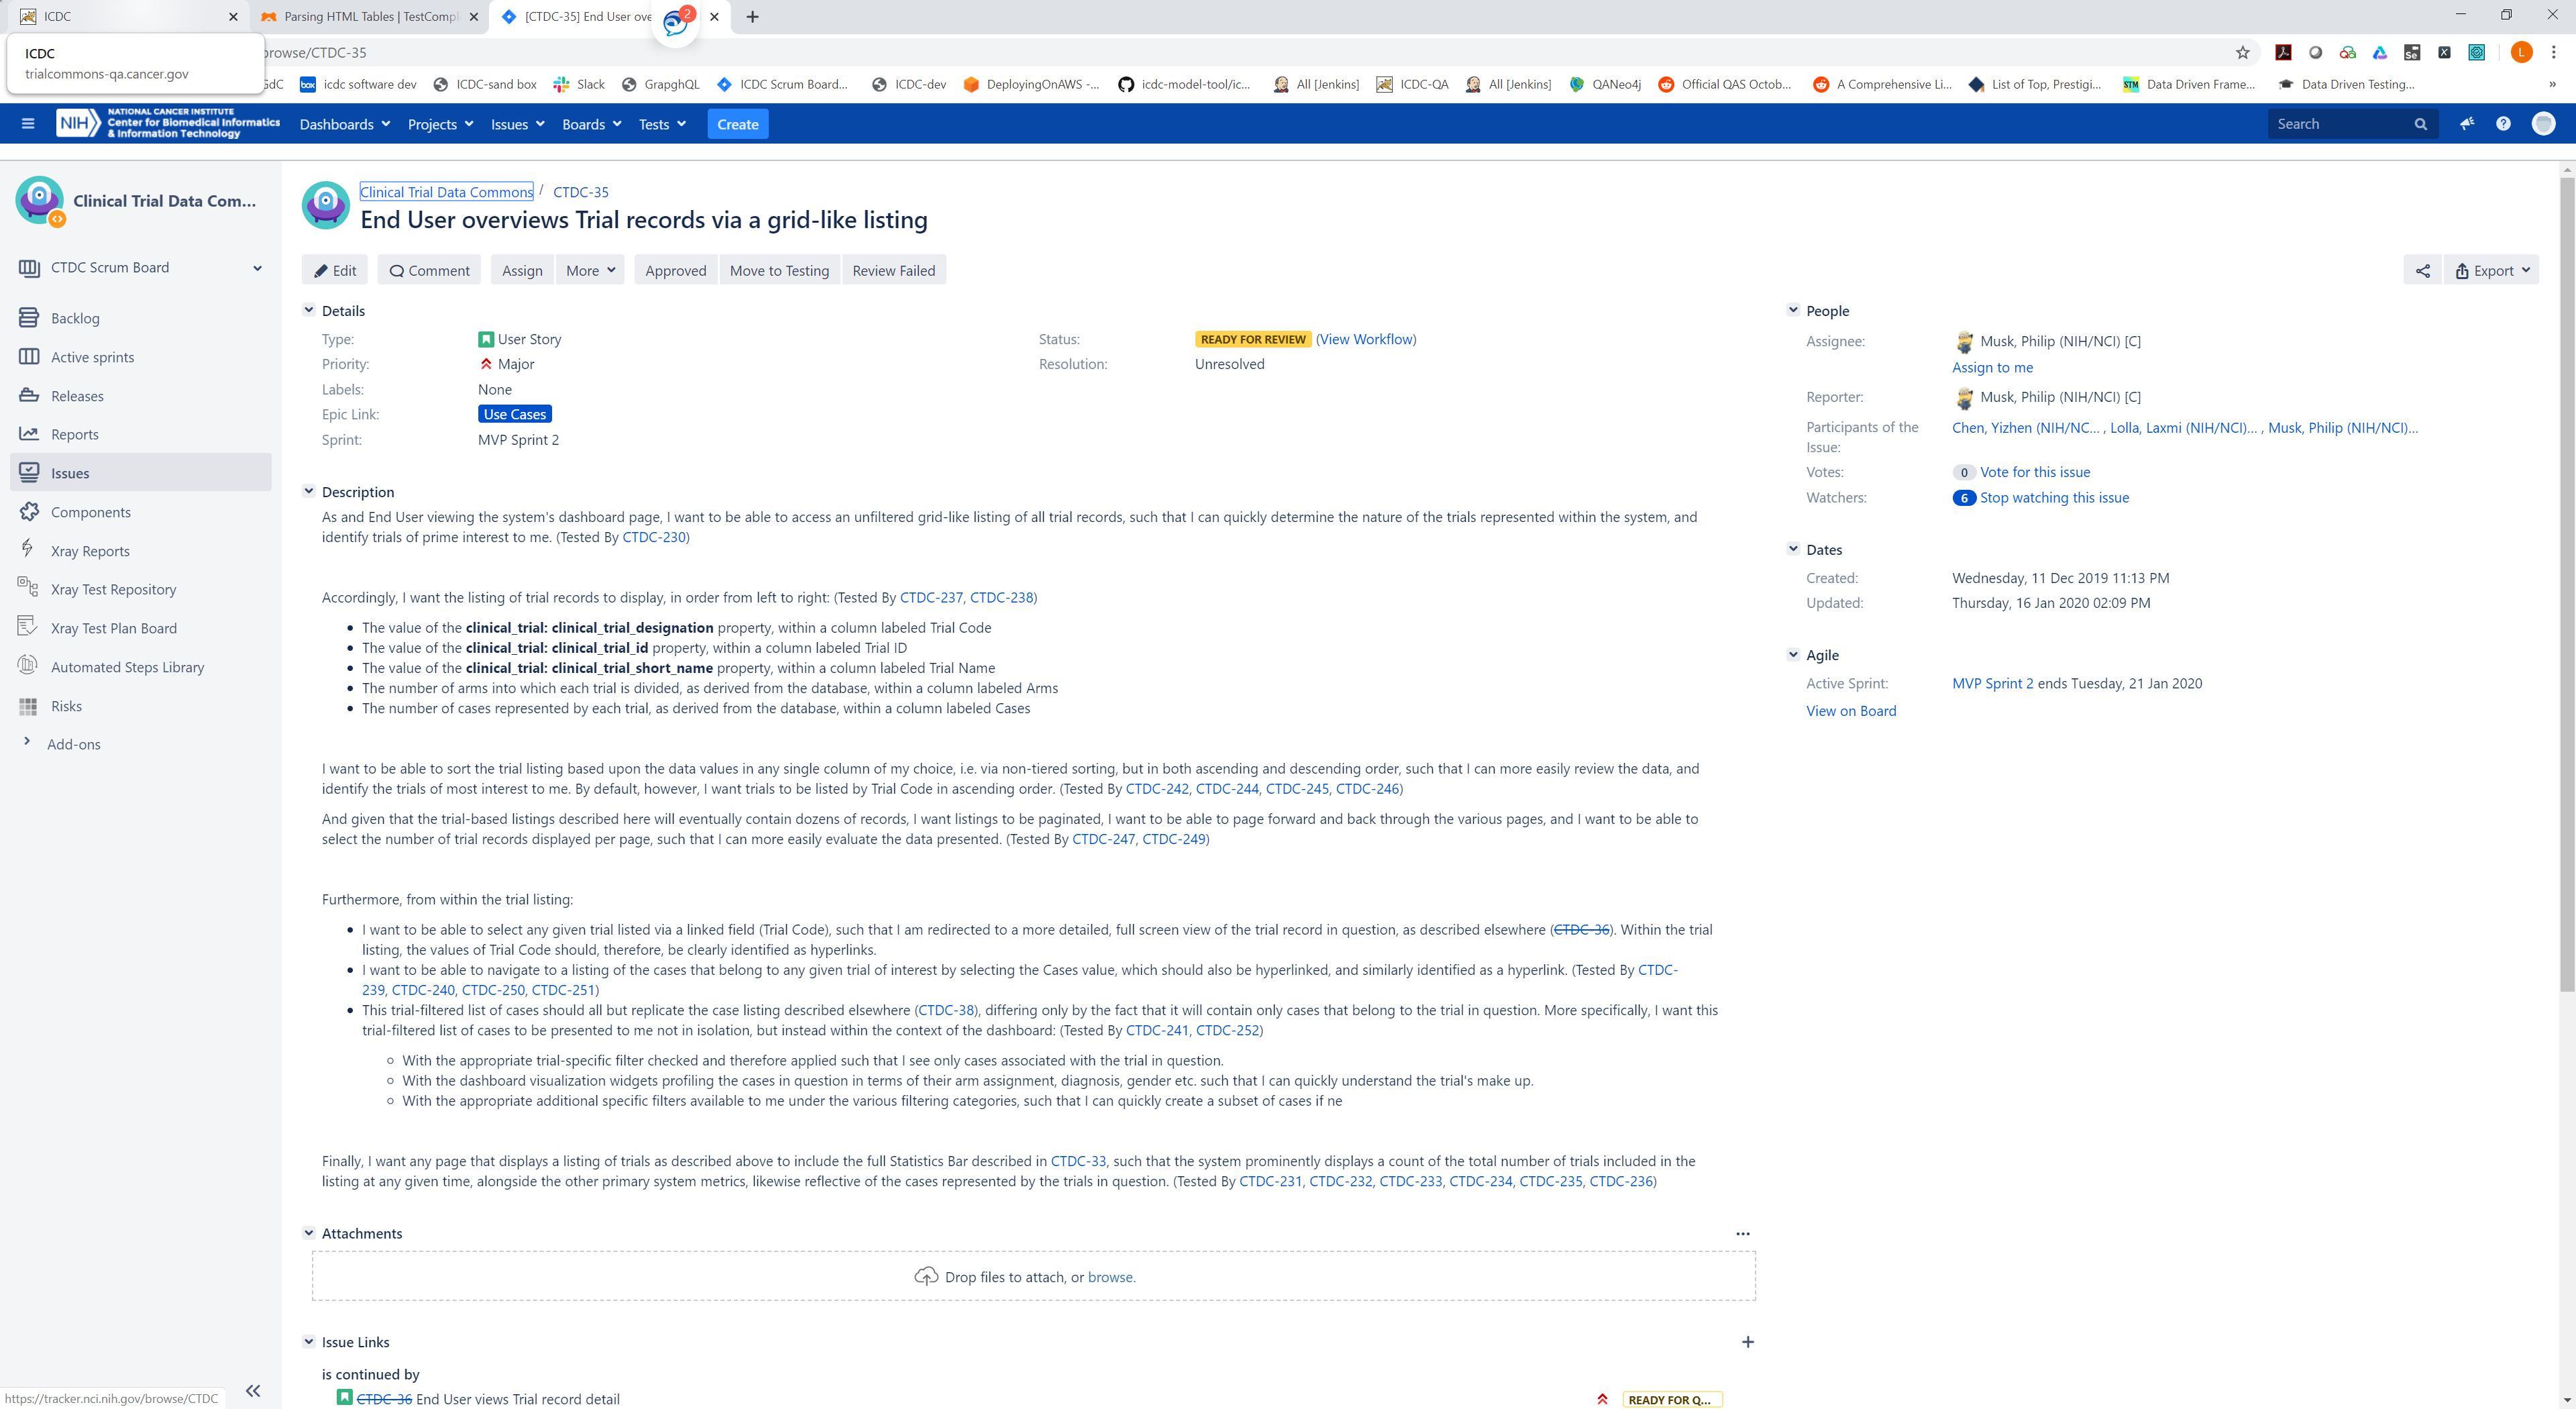 ICDC
Parsing HTML Tables | TestCompl
[CTDC-35] End User ove
2
ICDC
trialcommons-qa.cancer.gov
rowse/CTDC-35
L
icdc software dev
ICDC-sand box
Slack
GrapghQL
ICDC Scrum Board...
ICDC-dev
DeployingOnAWS -...
icdc-model-tool/ic...
All [Jenkins]
ICDC-QA
All [Jenkins]
QANeo4j
Official QAS Octob...
A Comprehensive Li...
List of Top, Prestigi...
Data Driven Frame...
Data Driven Testing...
NIH
NATIONAL CANCER INSTITUTE
Center for Biomedical Informatics
& Information Technology
Dashboards
Projects
Issues
Boards
Tests
Create
Search
Clinical Trial Data Com...
CTDC Scrum Board
Backlog
Active sprints
Releases
Reports
Issues
Components
Xray Reports
Xray Test Repository
Xray Test Plan Board
Automated Steps Library
Risks
Add-ons
Clinical Trial Data Commons / CTDC-35
End User overviews Trial records via a grid-like listing
Edit
Comment
Assign
More
Approved
Move to Testing
Review Failed
Export
Details
Type: User Story
Priority: Major
Labels: None
Epic Link: Use Cases
Sprint: MVP Sprint 2
Status: READY FOR REVIEW (View Workflow)
Resolution: Unresolved
Description
As and End User viewing the system's dashboard page, I want to be able to access an unfiltered grid-like listing of all trial records, such that I can quickly determine the nature of the trials represented within the system, and
identify trials of prime interest to me. (Tested By CTDC-230)
Accordingly, I want the listing of trial records to display, in order from left to right: (Tested By CTDC-237, CTDC-238)
• The value of the clinical_trial: clinical_trial_designation property, within a column labeled Trial Code
• The value of the clinical_trial: clinical_trial_id property, within a column labeled Trial ID
• The value of the clinical_trial: clinical_trial_short_name property, within a column labeled Trial Name
• The number of arms into which each trial is divided, as derived from the database, within a column labeled Arms
• The number of cases represented by each trial, as derived from the database, within a column labeled Cases
I want to be able to sort the trial listing based upon the data values in any single column of my choice, i.e. via non-tiered sorting, but in both ascending and descending order, such that I can more easily review the data, and
identify the trials of most interest to me. By default, however, I want trials to be listed by Trial Code in ascending order. (Tested By CTDC-242, CTDC-244, CTDC-245, CTDC-246)
And given that the trial-based listings described here will eventually contain dozens of records, I want listings to be paginated, I want to be able to page forward and back through the various pages, and I want to be able to
select the number of trial records displayed per page, such that I can more easily evaluate the data presented. (Tested By CTDC-247, CTDC-249)
Furthermore, from within the trial listing:
• I want to be able to select any given trial listed via a linked field (Trial Code), such that I am redirected to a more detailed, full screen view of the trial record in question, as described elsewhere (CTDC-36). Within the trial
listing, the values of Trial Code should, therefore, be clearly identified as hyperlinks.
• I want to be able to navigate to a listing of the cases that belong to any given trial of interest by selecting the Cases value, which should also be hyperlinked, and similarly identified as a hyperlink. (Tested By CTDC-
239, CTDC-240, CTDC-250, CTDC-251)
• This trial-filtered list of cases should all but replicate the case listing described elsewhere (CTDC-38), differing only by the fact that it will contain only cases that belong to the trial in question. More specifically, I want this
trial-filtered list of cases to be presented to me not in isolation, but instead within the context of the dashboard: (Tested By CTDC-241, CTDC-252)
◦ With the appropriate trial-specific filter checked and therefore applied such that I see only cases associated with the trial in question.
◦ With the dashboard visualization widgets profiling the cases in question in terms of their arm assignment, diagnosis, gender etc. such that I can quickly understand the trial's make up.
◦ With the appropriate additional specific filters available to me under the various filtering categories, such that I can quickly create a subset of cases if ne
Finally, I want any page that displays a listing of trials as described above to include the full Statistics Bar described in CTDC-33, such that the system prominently displays a count of the total number of trials included in the
listing at any given time, alongside the other primary system metrics, likewise reflective of the cases represented by the trials in question. (Tested By CTDC-231, CTDC-232, CTDC-233, CTDC-234, CTDC-235, CTDC-236)
Attachments
Drop files to attach, or browse.
Issue Links
is continued by
CTDC-36 End User views Trial record detail
READY FOR Q...
People
Assignee: Musk, Philip (NIH/NCI) [C]
Assign to me
Reporter: Musk, Philip (NIH/NCI) [C]
Participants of the
Issue:
Chen, Yizhen (NIH/NC... , Lolla, Laxmi (NIH/NCI)... , Musk, Philip (NIH/NCI)...
Votes: 0 Vote for this issue
Watchers: 6 Stop watching this issue
Dates
Created: Wednesday, 11 Dec 2019 11:13 PM
Updated: Thursday, 16 Jan 2020 02:09 PM
Agile
Active Sprint: MVP Sprint 2 ends Tuesday, 21 Jan 2020
View on Board
https://tracker.nci.nih.gov/browse/CTDC